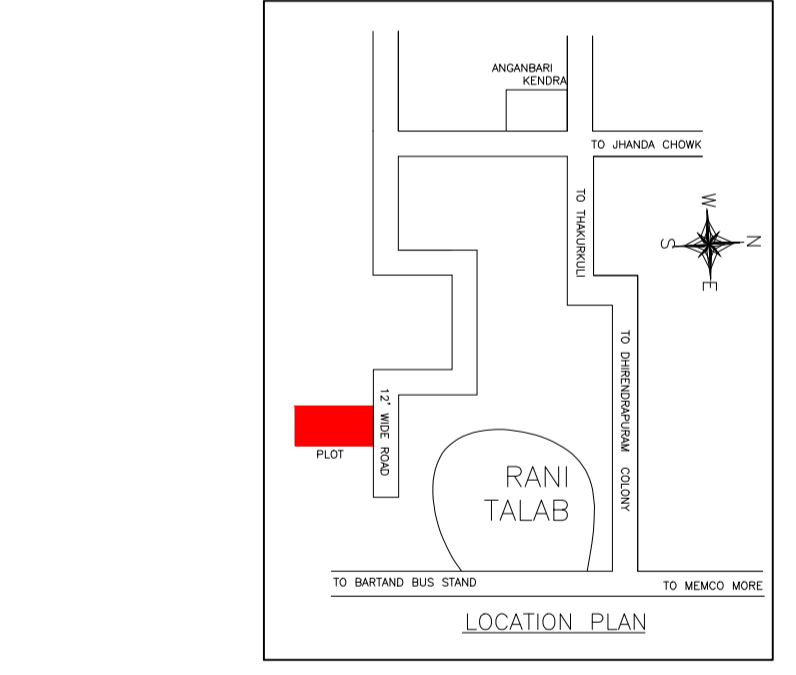 ANGANBARI
KENDRA
TO JHANDA CHOWK
TO THAKURKULI
W
S
N
E
TO DHIRENDRAPURAM COLONY
12' WIDE ROAD
PLOT
RANI
TALAB
TO BARTAND BUS STAND
TO MEMCO MORE
LOCATION PLAN